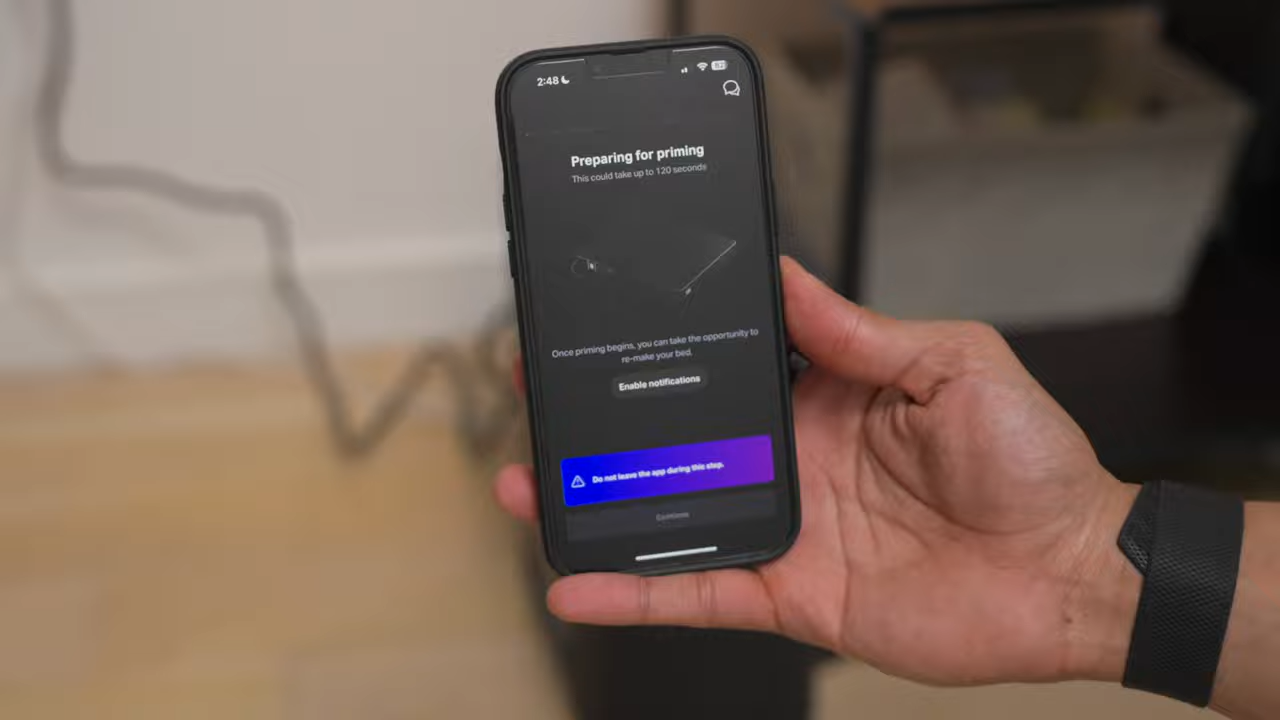 2:48
Preparing for priming
This could take up to 120 seconds
Once priming begins, you can take the opportunity to
re-make your bed.
Enable notifications
Do not leave the app during this step.
Continue